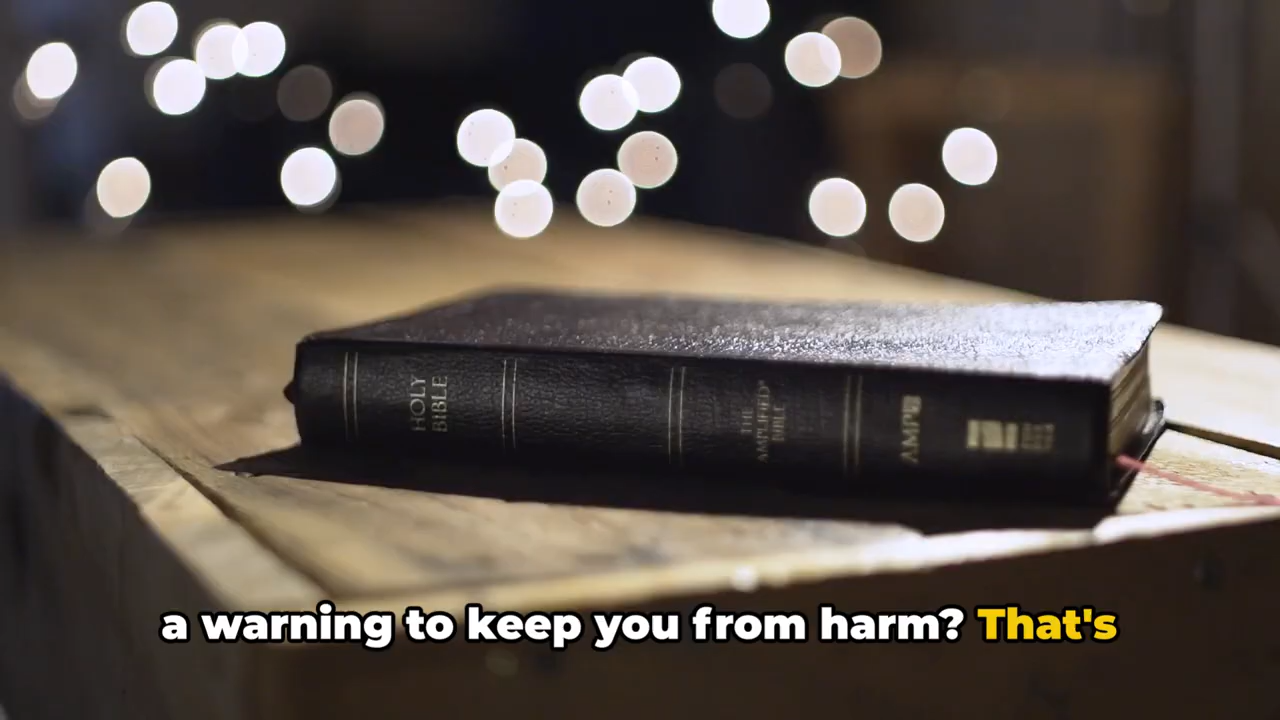 HOLY
BIBLE
THE
AMPLIFIED
BIBLE
AMP
a warning to keep you from harm? That's